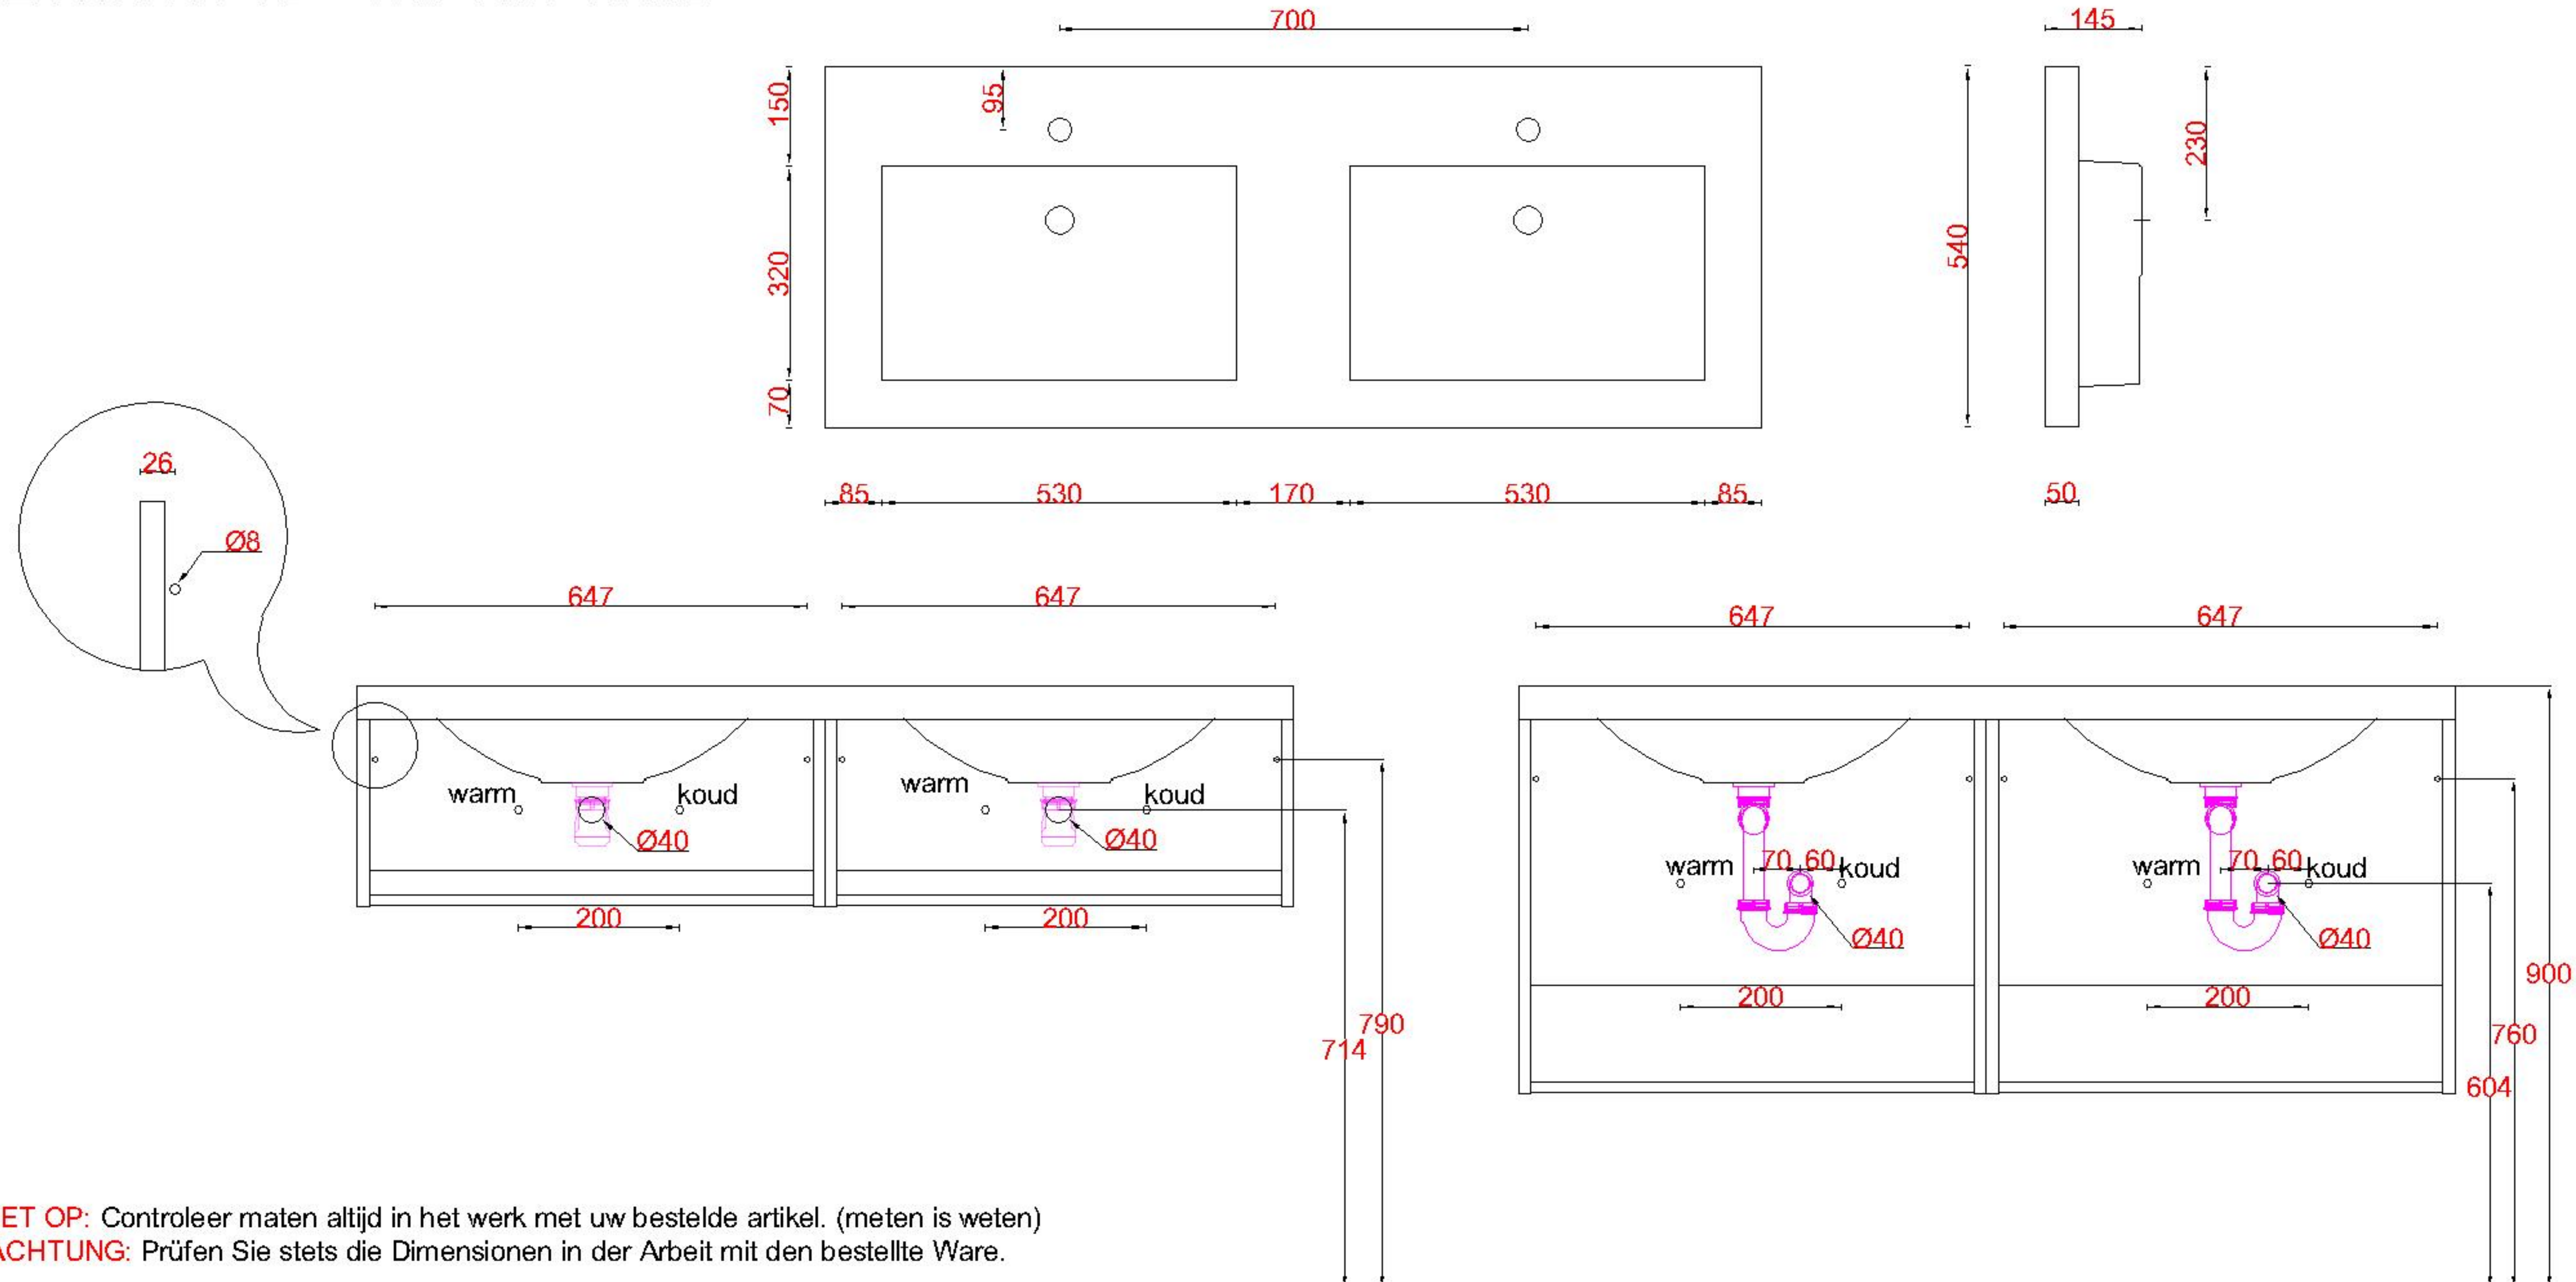 700
145
150
95
230
320
540
70
26
85
530
170
530
85
50
Ø8
647
647
647
647
warm
koud
warm
koud
Ø40
Ø40
warm
70
60
koud
warm
70
60
koud
200
200
Ø40
Ø40
200
200
900
790
760
714
604
ET OP: Controleer maten altijd in het werk met uw bestelde artikel. (meten is weten)
ACHTUNG: Prüfen Sie stets die Dimensionen in der Arbeit mit den bestellte Ware.